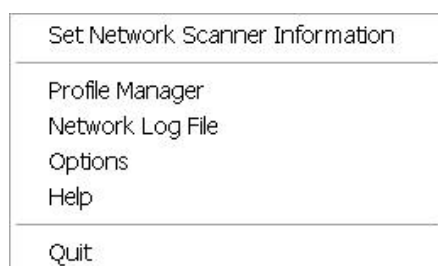 Set Network Scanner Information
Profile Manager
Network Log File
Options
Help
Quit